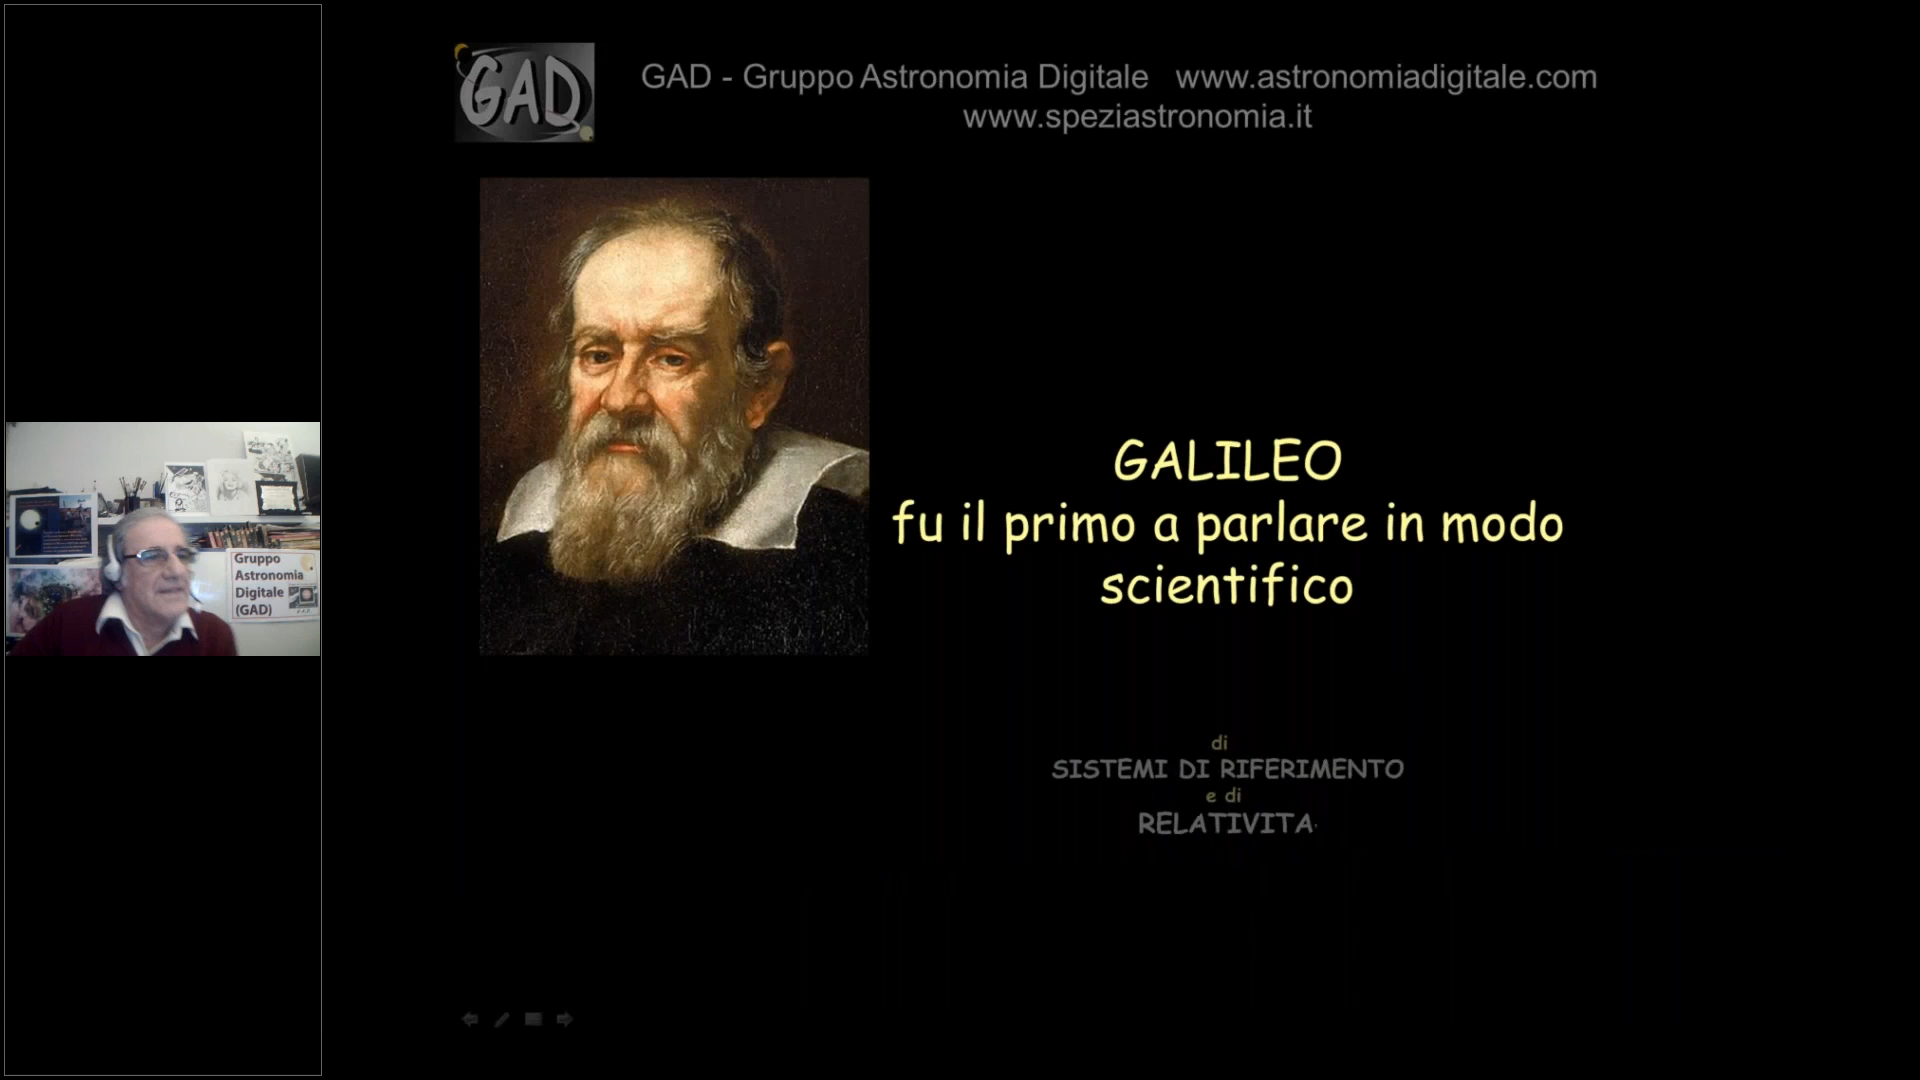 GAD
GAD - Gruppo Astronomia Digitale www.astronomiadigitale.com
www.speziastronomia.it
GALILEO
fu il primo a parlare in modo
scientifico
di
SISTEMI DI RIFERIMENTO
e di
RELATIVITA'
Gruppo
Astronomia
Digitale
(GAD)